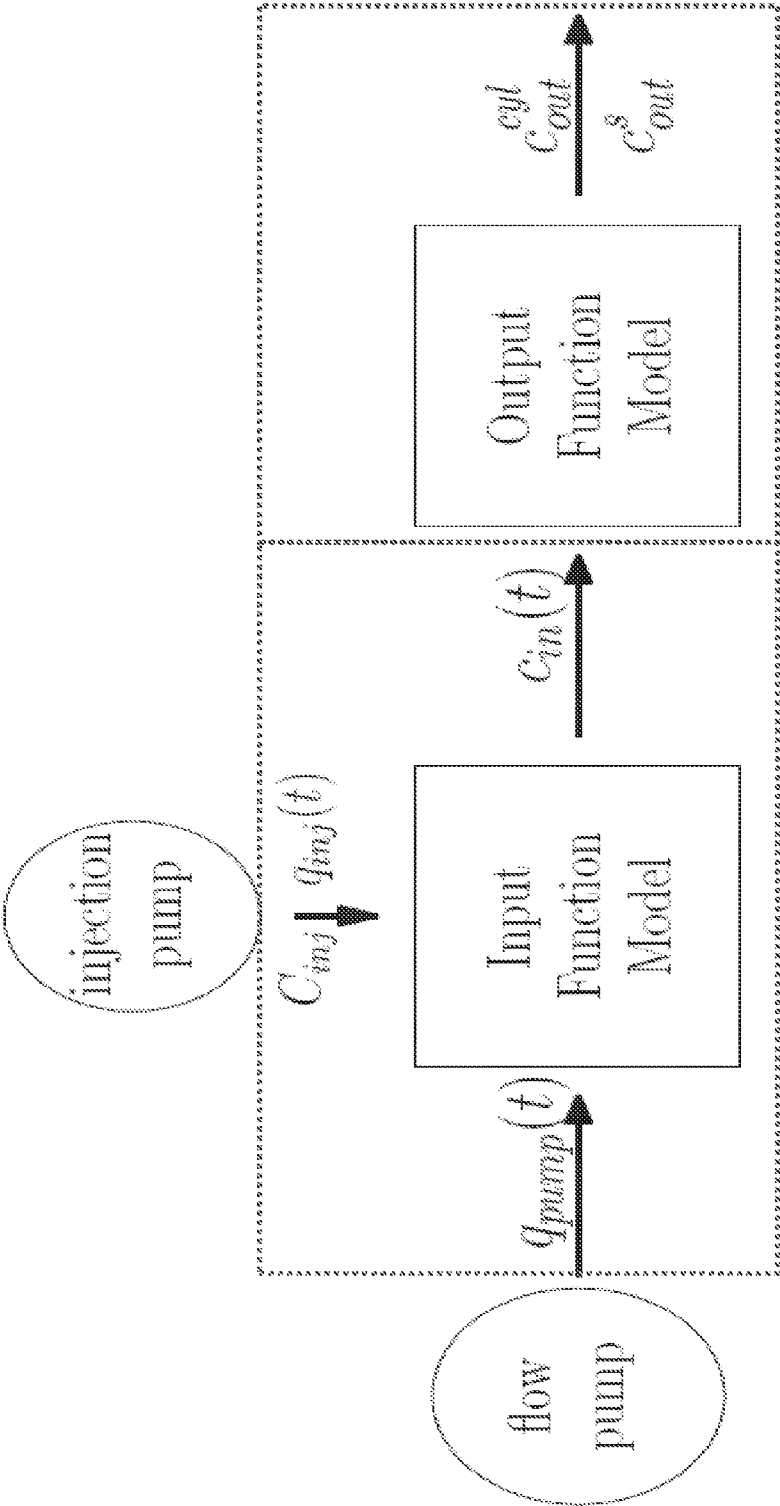 injection
pump
C_inj q_inj(t)
flow
pump
q_pump(t)
Input
Function
Model
c_in(t)
Output
Function
Model
c_out^cyl
c_out^s